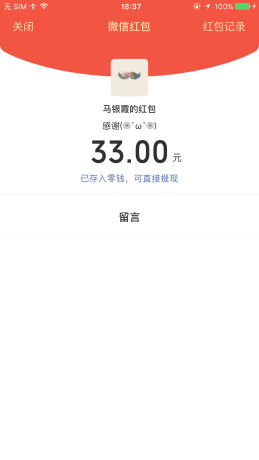 无 SIM 卡 18:37 100%
关闭 微信红包 红包记录
马银霞的红包
感谢(❀´ω`❀)
33.00 元
已存入零钱，可直接提现
留言